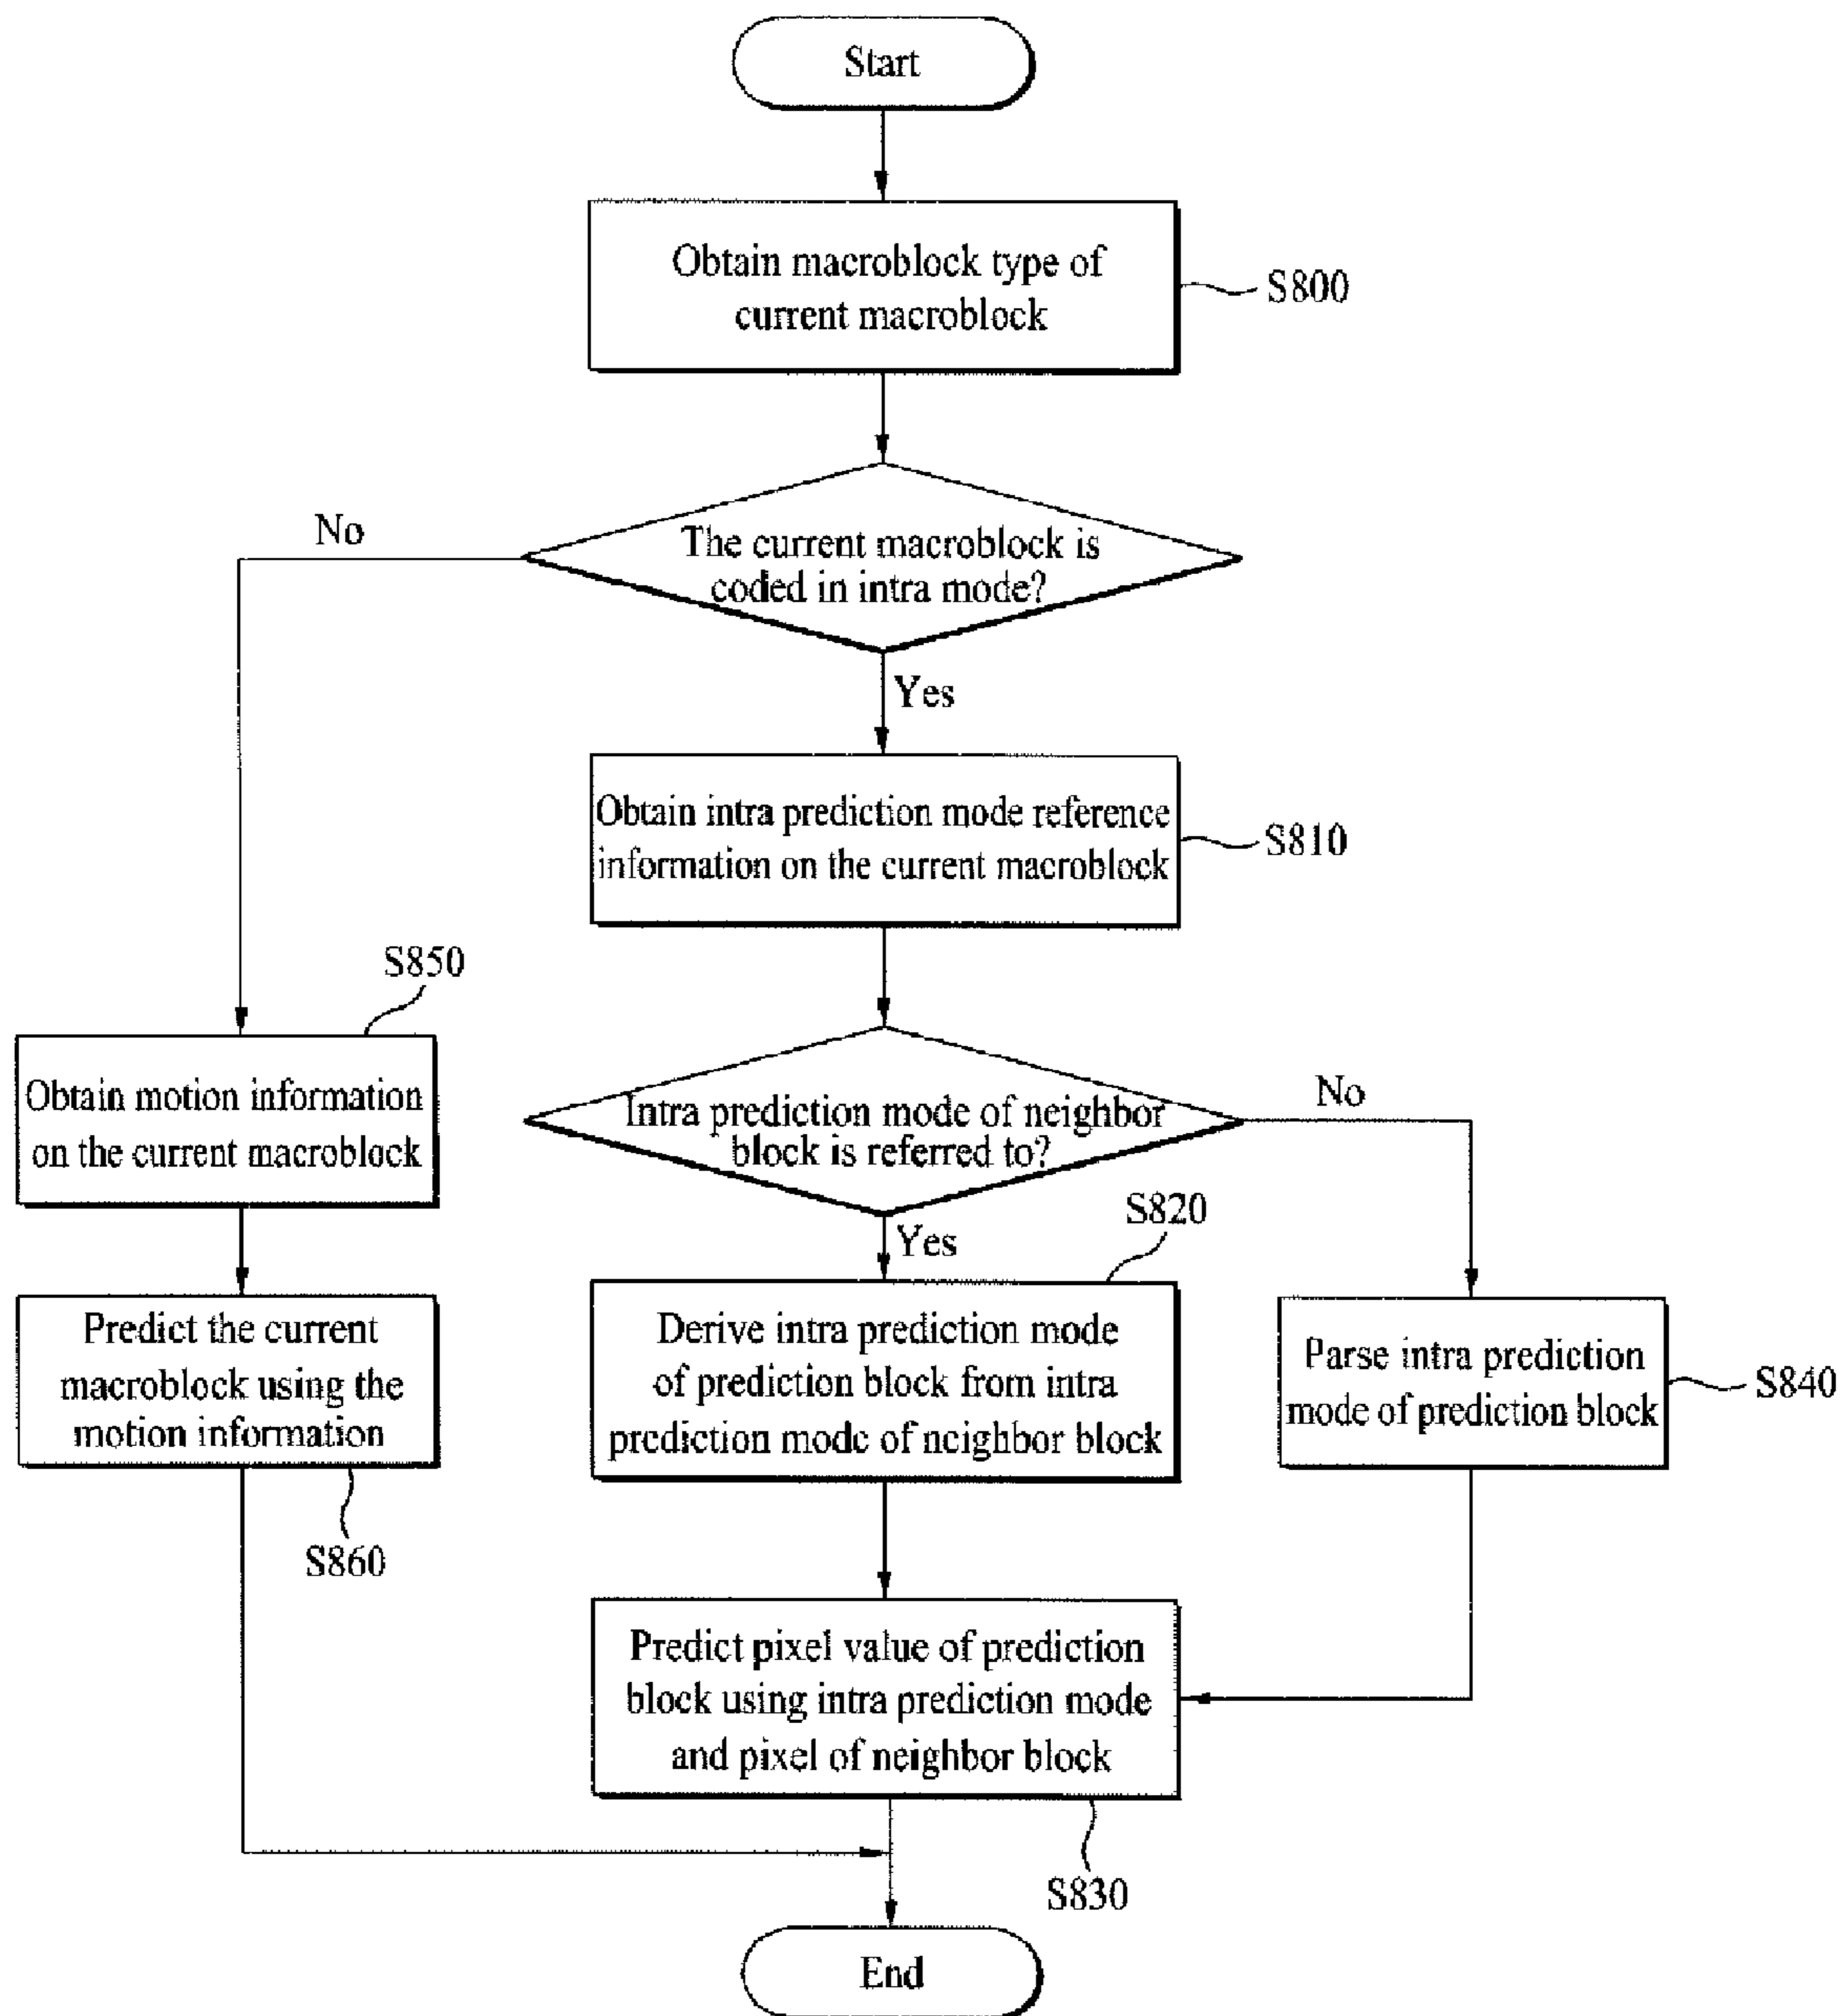 Start
Obtain macroblock type of
current macroblock
S800
The current macroblock is
coded in intra mode?
No
Yes
Obtain intra prediction mode reference
information on the current macroblock
S810
S850
Obtain motion information
on the current macroblock
Intra prediction mode of neighbor
block is referred to?
No
Yes
S820
Predict the current
macroblock using the
motion information
S860
Derive intra prediction mode
of prediction block from intra
prediction mode of neighbor block
Parse intra prediction
mode of prediction block
S840
Predict pixel value of prediction
block using intra prediction mode
and pixel of neighbor block
S830
End